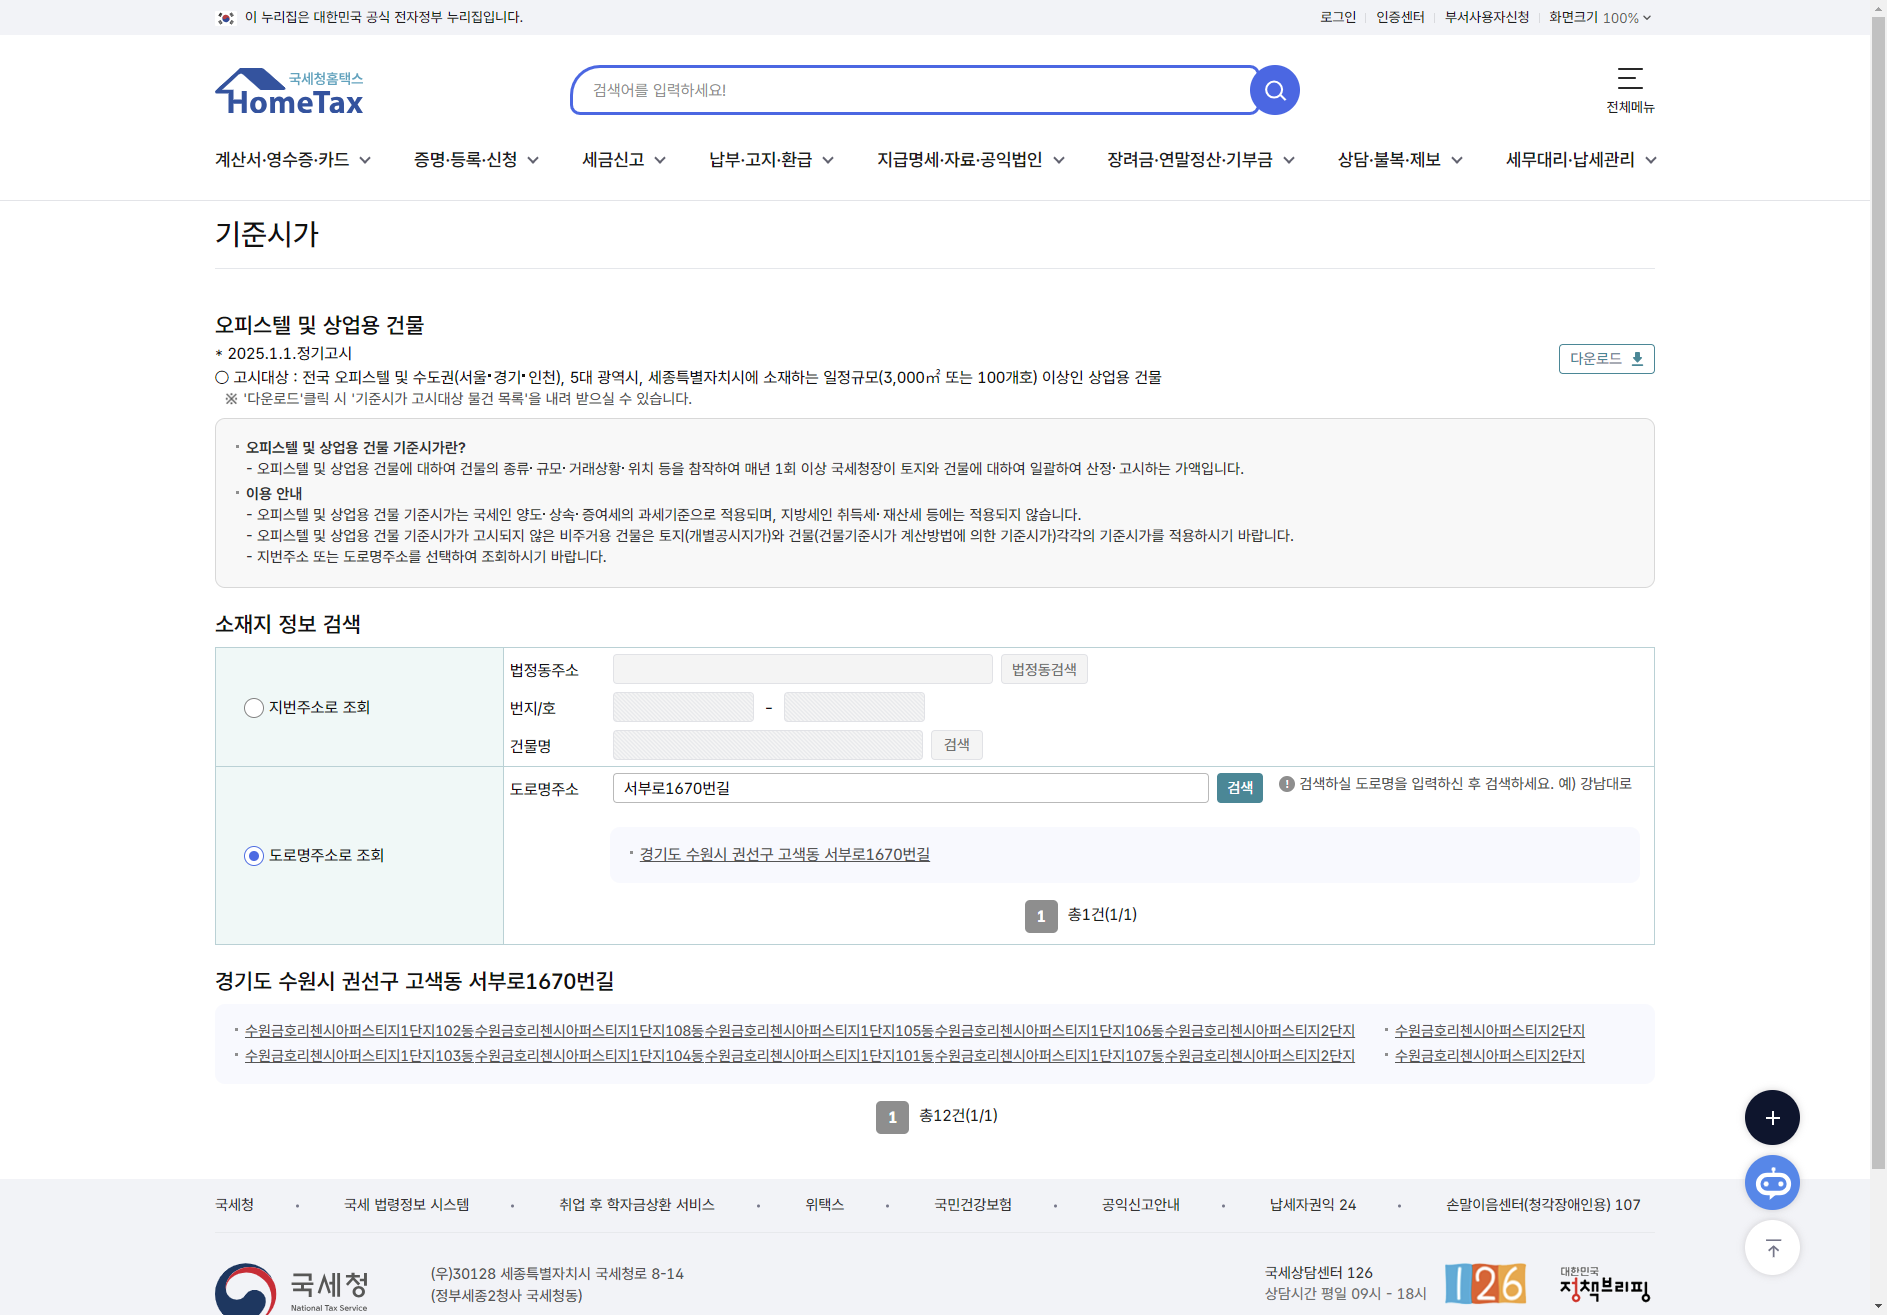 이 누리집은 대한민국 공식 전자정부 누리집입니다.
로그인 인증센터 부서사용자신청 화면크기 100%
국세청홈택스
HomeTax
검색어를 입력하세요!
전체메뉴
계산서·영수증·카드 증명·등록·신청 세금신고 납부·고지·환급 지급명세·자료·공익법인 장려금·연말정산·기부금 상담·불복·제보 세무대리·납세관리
기준시가
오피스텔 및 상업용 건물
* 2025.1.1.정기고시
○ 고시대상 : 전국 오피스텔 및 수도권(서울·경기·인천), 5대 광역시, 세종특별자치시에 소재하는 일정규모(3,000㎡ 또는 100개호) 이상인 상업용 건물
※ '다운로드'클릭 시 '기준시가 고시대상 물건 목록'을 내려 받으실 수 있습니다.
다운로드
· 오피스텔 및 상업용 건물 기준시가란?
- 오피스텔 및 상업용 건물에 대하여 건물의 종류·규모·거래상황·위치 등을 참작하여 매년 1회 이상 국세청장이 토지와 건물에 대하여 일괄하여 산정·고시하는 가액입니다.
· 이용 안내
- 오피스텔 및 상업용 건물 기준시가는 국세인 양도·상속·증여세의 과세기준으로 적용되며, 지방세인 취득세·재산세 등에는 적용되지 않습니다.
- 오피스텔 및 상업용 건물 기준시가가 고시되지 않은 비주거용 건물은 토지(개별공시지가)와 건물(건물기준시가 계산방법에 의한 기준시가)각각의 기준시가를 적용하시기 바랍니다.
- 지번주소 또는 도로명주소를 선택하여 조회하시기 바랍니다.
소재지 정보 검색
지번주소로 조회
법정동주소 법정동검색
번지/호 -
건물명 검색
도로명주소로 조회
도로명주소 서부로1670번길 검색 검색하실 도로명을 입력하신 후 검색하세요. 예) 강남대로
· 경기도 수원시 권선구 고색동 서부로1670번길
1 총1건(1/1)
경기도 수원시 권선구 고색동 서부로1670번길
· 수원금호리첸시아퍼스티지1단지102동수원금호리첸시아퍼스티지1단지108동수원금호리첸시아퍼스티지1단지105동수원금호리첸시아퍼스티지1단지106동수원금호리첸시아퍼스티지2단지 · 수원금호리첸시아퍼스티지2단지
· 수원금호리첸시아퍼스티지1단지103동수원금호리첸시아퍼스티지1단지104동수원금호리첸시아퍼스티지1단지101동수원금호리첸시아퍼스티지1단지107동수원금호리첸시아퍼스티지2단지 · 수원금호리첸시아퍼스티지2단지
1 총12건(1/1)
국세청 · 국세 법령정보 시스템 · 취업 후 학자금상환 서비스 · 위택스 · 국민건강보험 · 공익신고안내 · 납세자권익 24 · 손말이음센터(청각장애인용) 107
국세청
National Tax Service
(우)30128 세종특별자치시 국세청로 8-14
(정부세종2청사 국세청동)
국세상담센터 126
상담시간 평일 09시 - 18시
126
대한민국
정책브리핑